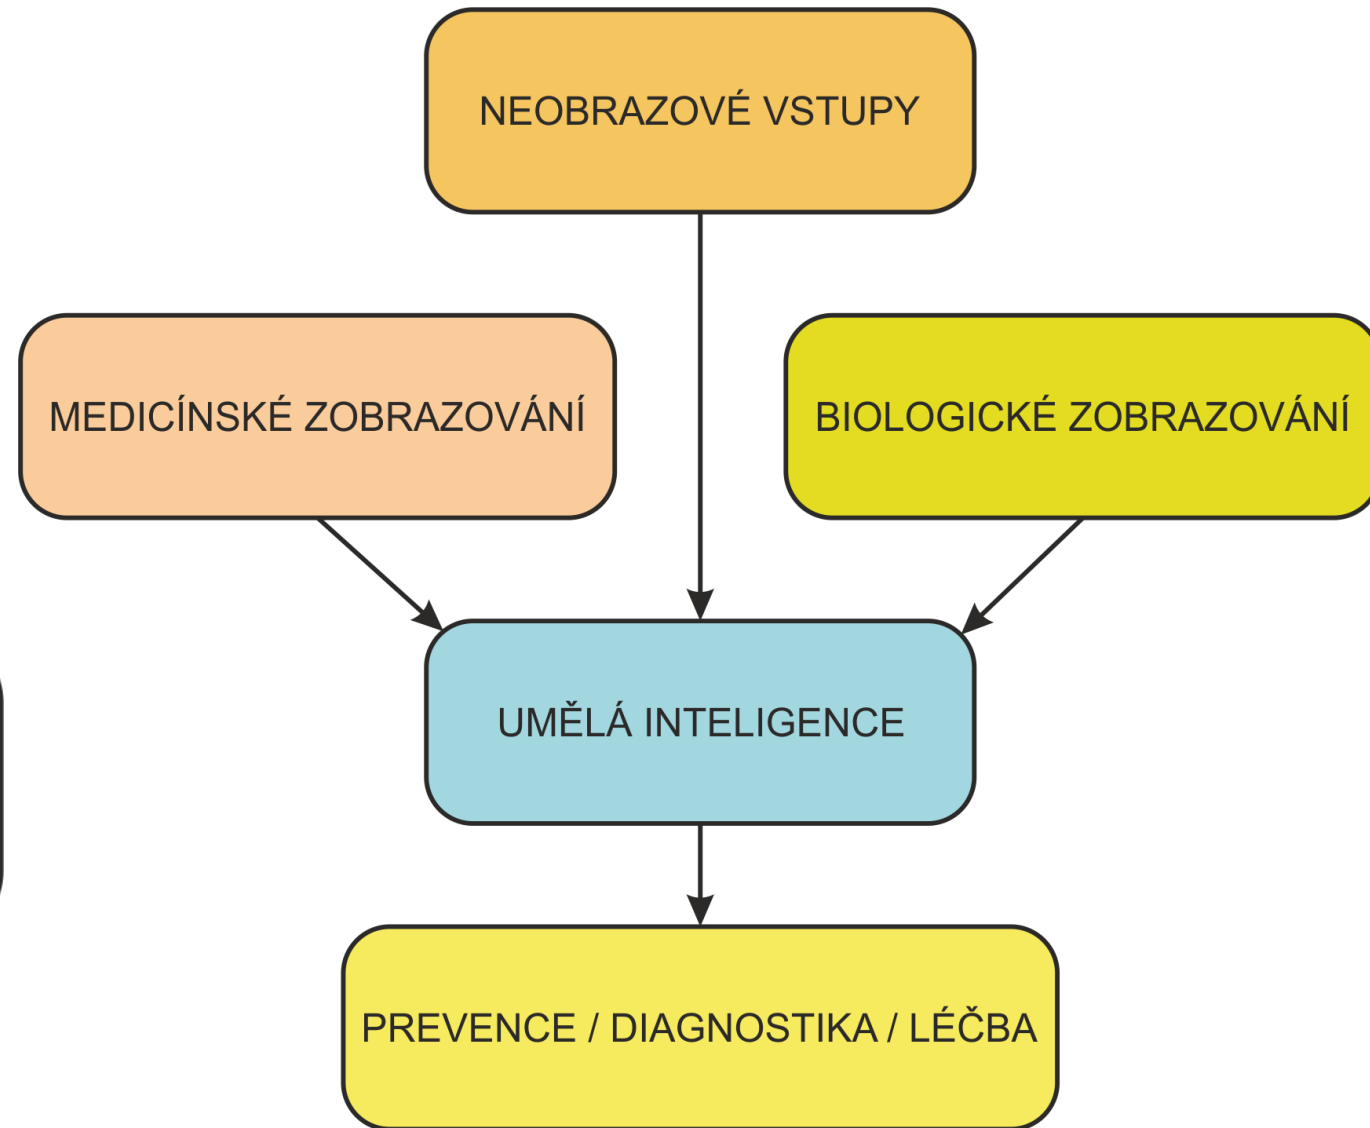 NEOBRAZOVÉ VSTUPY
MEDICÍNSKÉ ZOBRAZOVÁNÍ
BIOLOGICKÉ ZOBRAZOVÁNÍ
UMĚLÁ INTELIGENCE
PREVENCE / DIAGNOSTIKA / LÉČBA